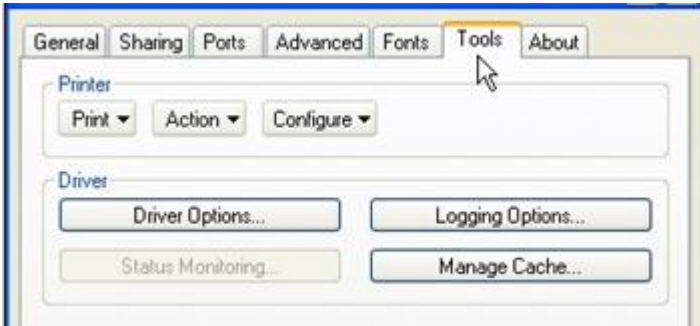 General Sharing Ports Advanced Fonts Tools About
Printer
Print Action Configure
Driver
Driver Options... Logging Options...
Status Monitoring... Manage Cache...